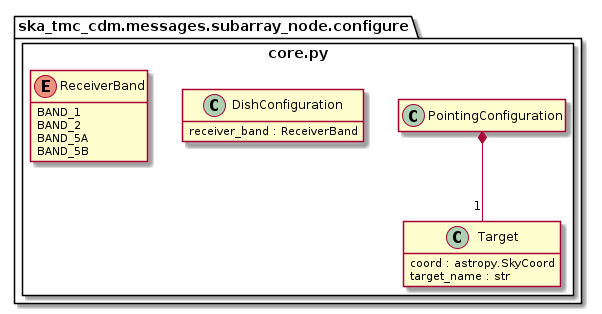 ska_tmc_cdm.messages.subarray_node.configure
core.py
E ReceiverBand
BAND_1
BAND_2
BAND_5A
BAND_5B
C DishConfiguration
receiver_band : ReceiverBand
C PointingConfiguration
1
C Target
coord : astropy.SkyCoord
target_name : str